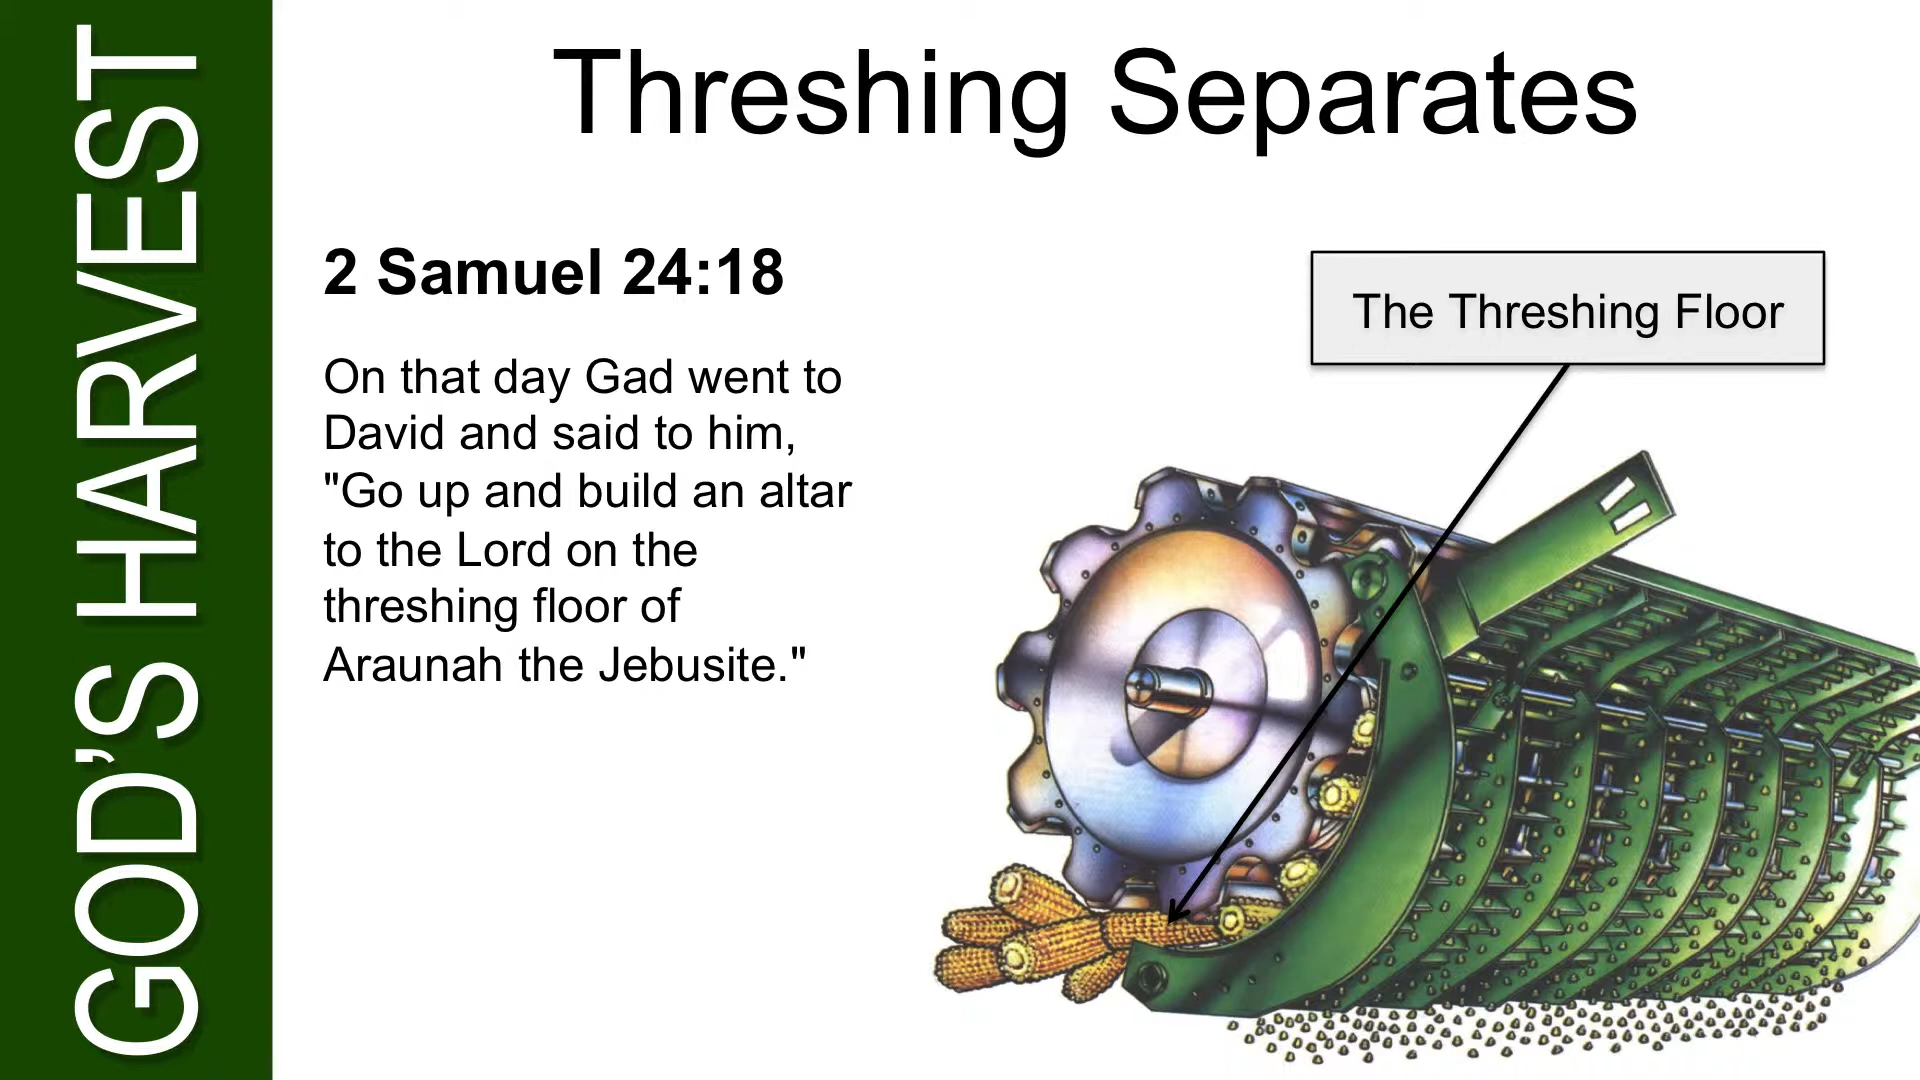 GOD'S HARVEST
Threshing Separates
2 Samuel 24:18
On that day Gad went to
David and said to him,
"Go up and build an altar
to the Lord on the
threshing floor of
Araunah the Jebusite."
The Threshing Floor